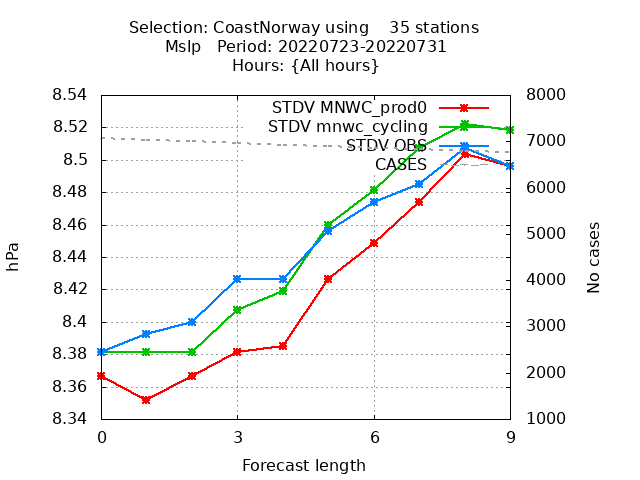 Selection: CoastNorway using    35 stations
Mslp   Period: 20220723-20220731
Hours: {All hours}
8.54
8.52
8.5
8.48
8.46
8.44
8.42
8.4
8.38
8.36
8.34
hPa
STDV MNWC_prod0
STDV mnwc_cycling
STDV OBS
CASES
8000
7000
6000
5000
4000
3000
2000
1000
No cases
0
3
6
9
Forecast length